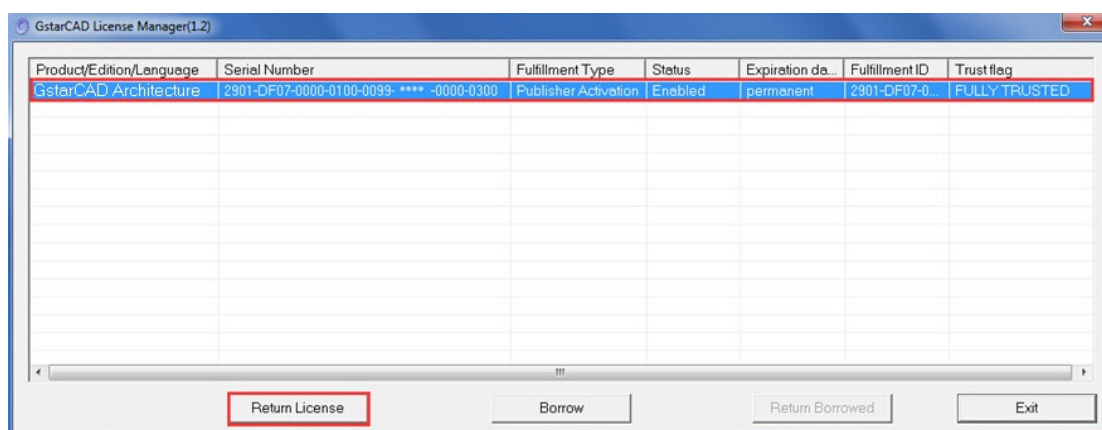 GstarCAD License Manager(1.2)
Product/Edition/Language Serial Number Fulfillment Type Status Expiration da... Fulfillment ID Trust flag
GstarCAD Architecture 2901-DF07-0000-0100-0099- **** -0000-0300 Publisher Activation Enabled permanent 2901-DF07-0... FULLY TRUSTED
Return License Borrow Return Borrowed Exit